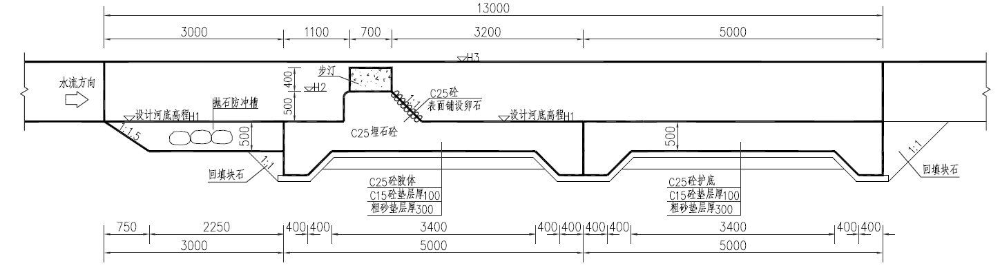 13000
3000
1100
700
3200
5000
H3
水流方向
步汀
400
H2
500
1:1
C25砼
表面铺设卵石
抛石防冲槽
设计河底高程H1
设计河底高程H1
1:1.5
500
C25埋石砼
500
1:1
1:1
回填块石
回填块石
C25砼陂体
C15砼垫层厚100
粗砂垫层厚300
C25砼护底
C15砼垫层厚100
粗砂垫层厚300
750
2250
400
400
3400
400
400
400
3400
400
400
3000
5000
5000